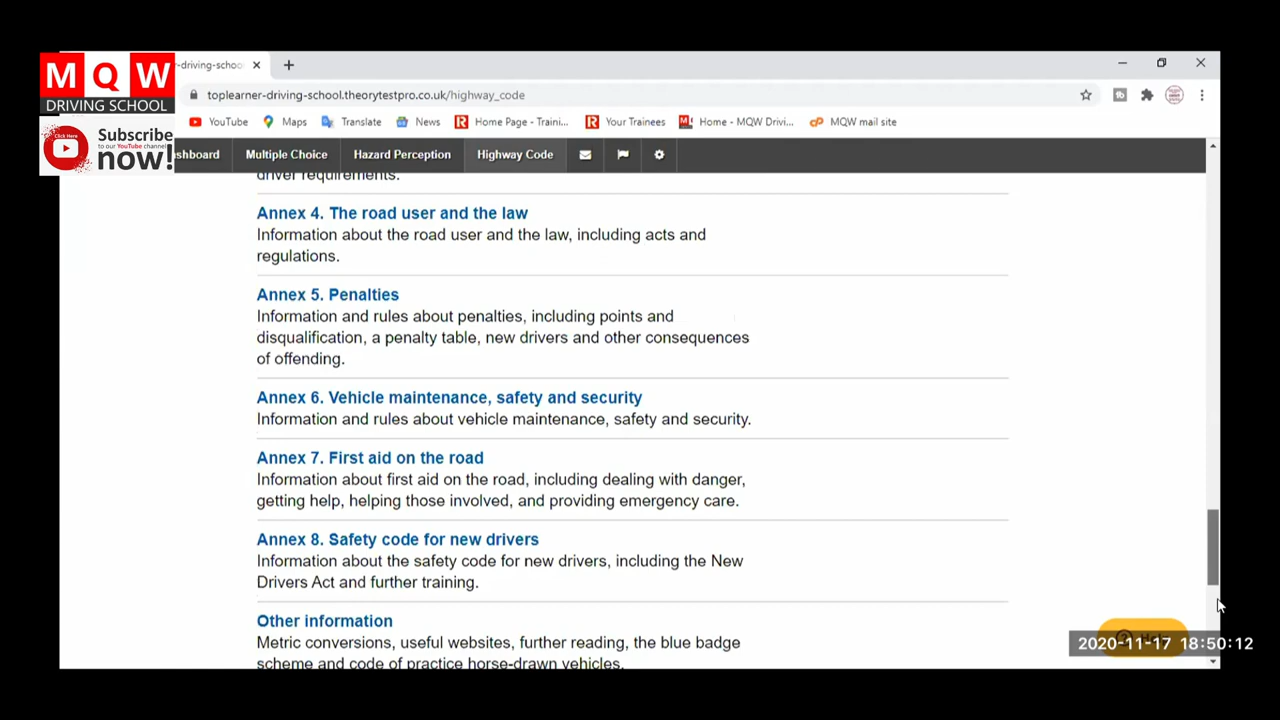 MQW
DRIVING SCHOOL
Click Here
Subscribe
to our YouTube channel
now!
-driving-schoo
toplearner-driving-school.theorytestpro.co.uk/highway_code
YouTube
Maps
Translate
News
Home Page - Traini...
Your Trainees
Home - MQW Drivi...
MQW mail site
shboard
Multiple Choice
Hazard Perception
Highway Code
driver requirements.
Annex 4. The road user and the law
Information about the road user and the law, including acts and
regulations.
Annex 5. Penalties
Information and rules about penalties, including points and
disqualification, a penalty table, new drivers and other consequences
of offending.
Annex 6. Vehicle maintenance, safety and security
Information and rules about vehicle maintenance, safety and security.
Annex 7. First aid on the road
Information about first aid on the road, including dealing with danger,
getting help, helping those involved, and providing emergency care.
Annex 8. Safety code for new drivers
Information about the safety code for new drivers, including the New
Drivers Act and further training.
Other information
Metric conversions, useful websites, further reading, the blue badge
scheme and code of practice horse-drawn vehicles.
2020-11-17 18:50:12